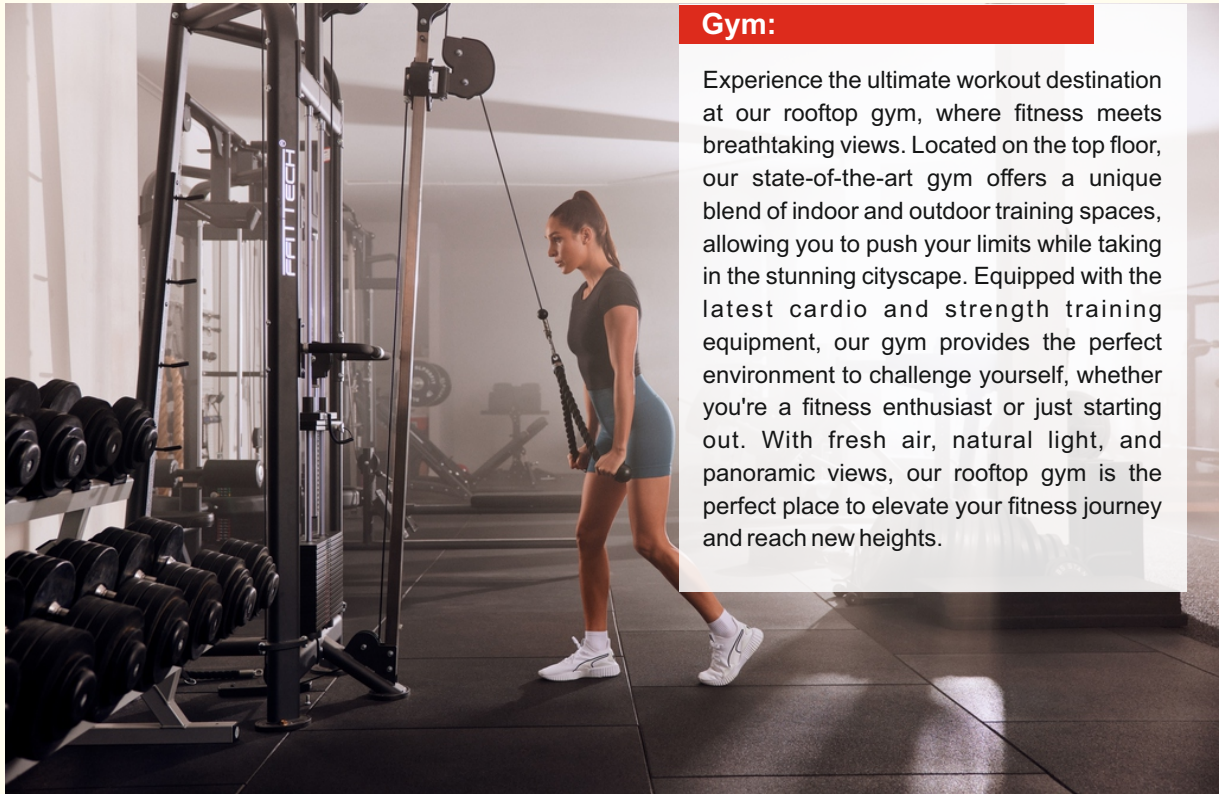 Gym:
Experience the ultimate workout destination
at our rooftop gym, where fitness meets
breathtaking views. Located on the top floor,
our state-of-the-art gym offers a unique
blend of indoor and outdoor training spaces,
allowing you to push your limits while taking
in the stunning cityscape. Equipped with the
latest cardio and strength training
equipment, our gym provides the perfect
environment to challenge yourself, whether
you're a fitness enthusiast or just starting
out. With fresh air, natural light, and
panoramic views, our rooftop gym is the
perfect place to elevate your fitness journey
and reach new heights.